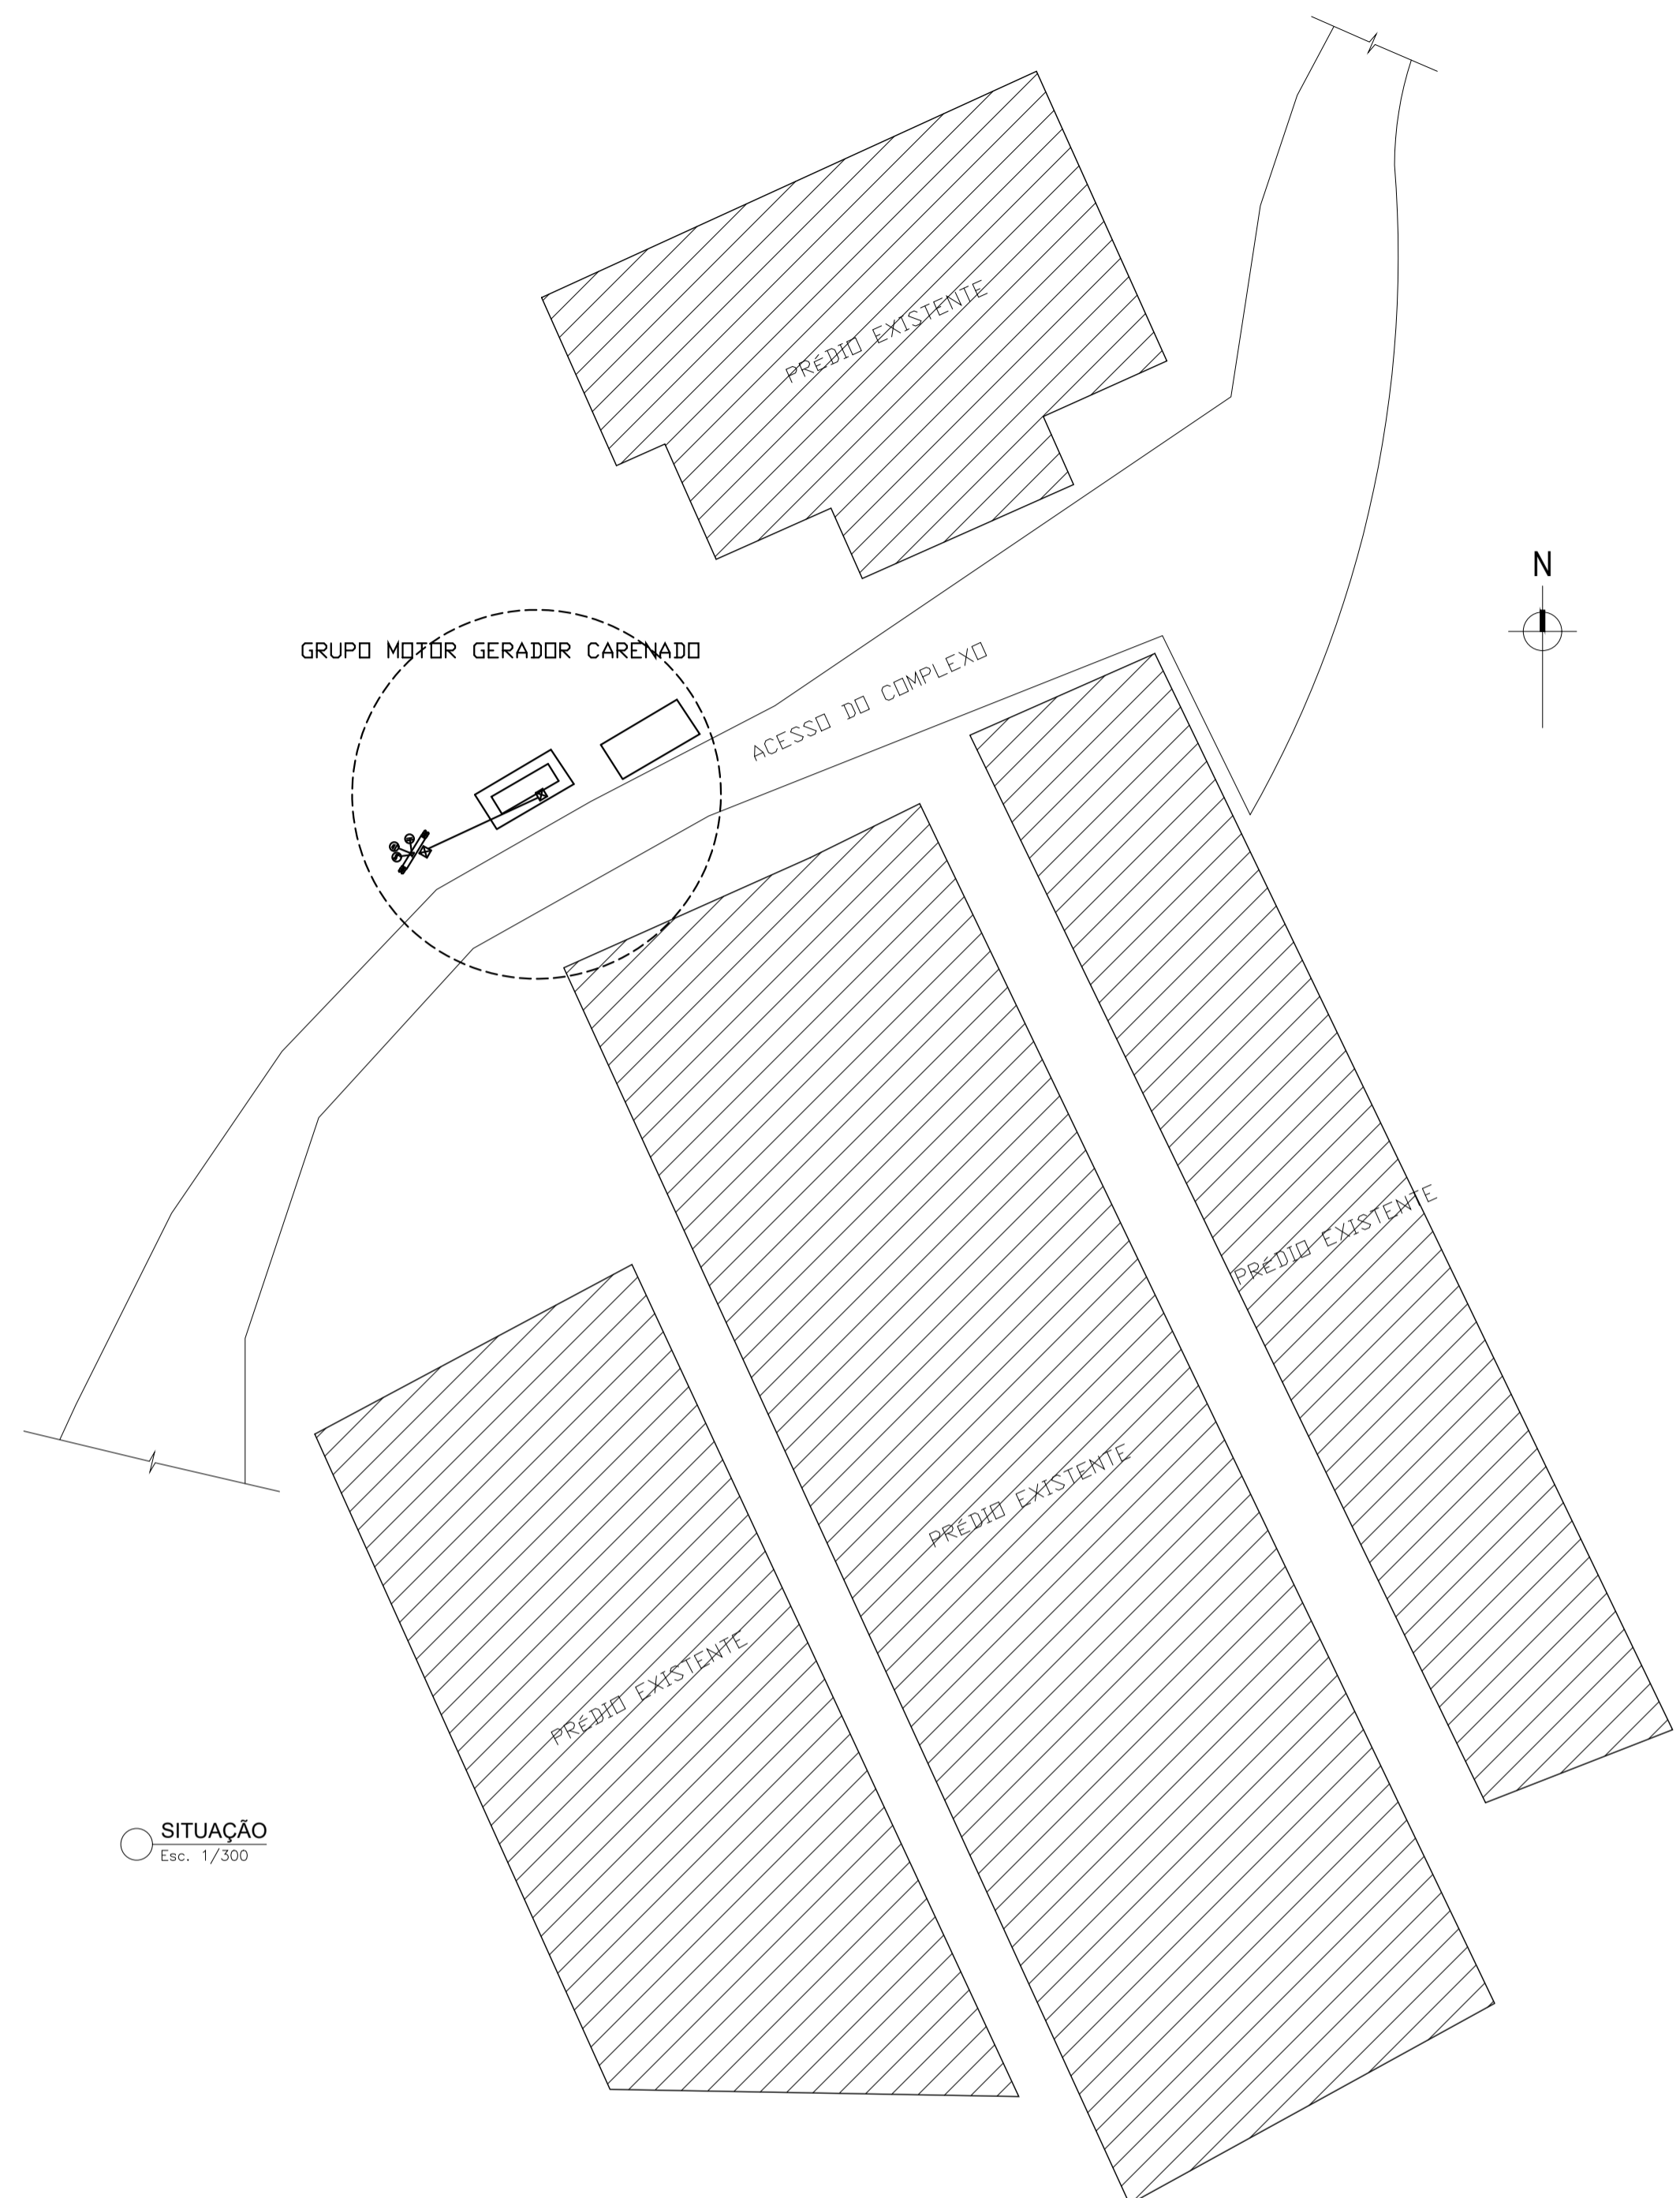 PRÉDIO EXISTENTE
N
GRUPO MOTOR GERADOR CARENADO
ACESSO DO COMPLEXO
PRÉDIO EXISTENTE
PRÉDIO EXISTENTE
PRÉDIO EXISTENTE
SITUAÇÃO
Esc. 1/300